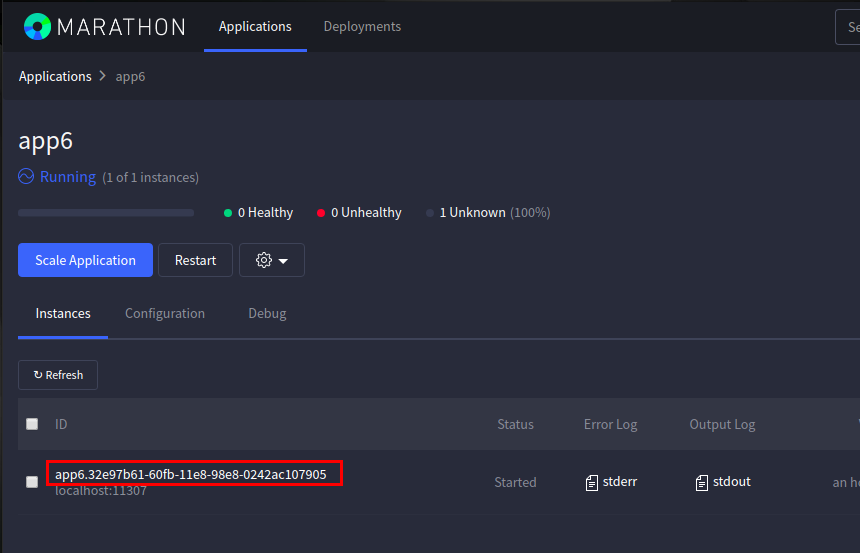 MARATHON Applications Deployments Se
Applications > app6
app6
Running (1 of 1 instances)
0 Healthy 0 Unhealthy 1 Unknown (100%)
Scale Application Restart
Instances Configuration Debug
↻ Refresh
ID Status Error Log Output Log
app6.32e97b61-60fb-11e8-98e8-0242ac107905
localhost:11307 Started stderr stdout an h